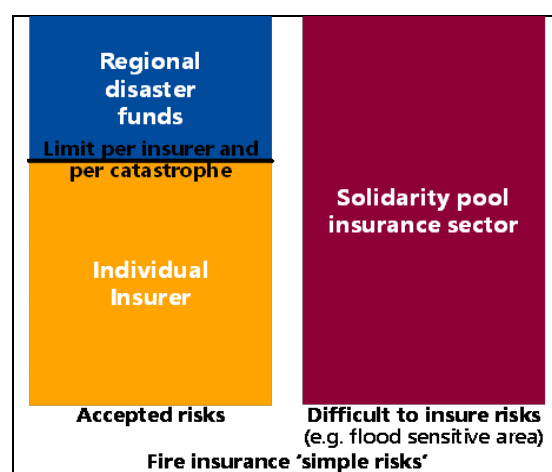 Regional
disaster
funds
Limit per insurer and
per catastrophe
Individual
Insurer
Accepted risks
Solidarity pool
insurance sector
Difficult to insure risks
(e.g. flood sensitive area)
Fire insurance ‘simple risks’